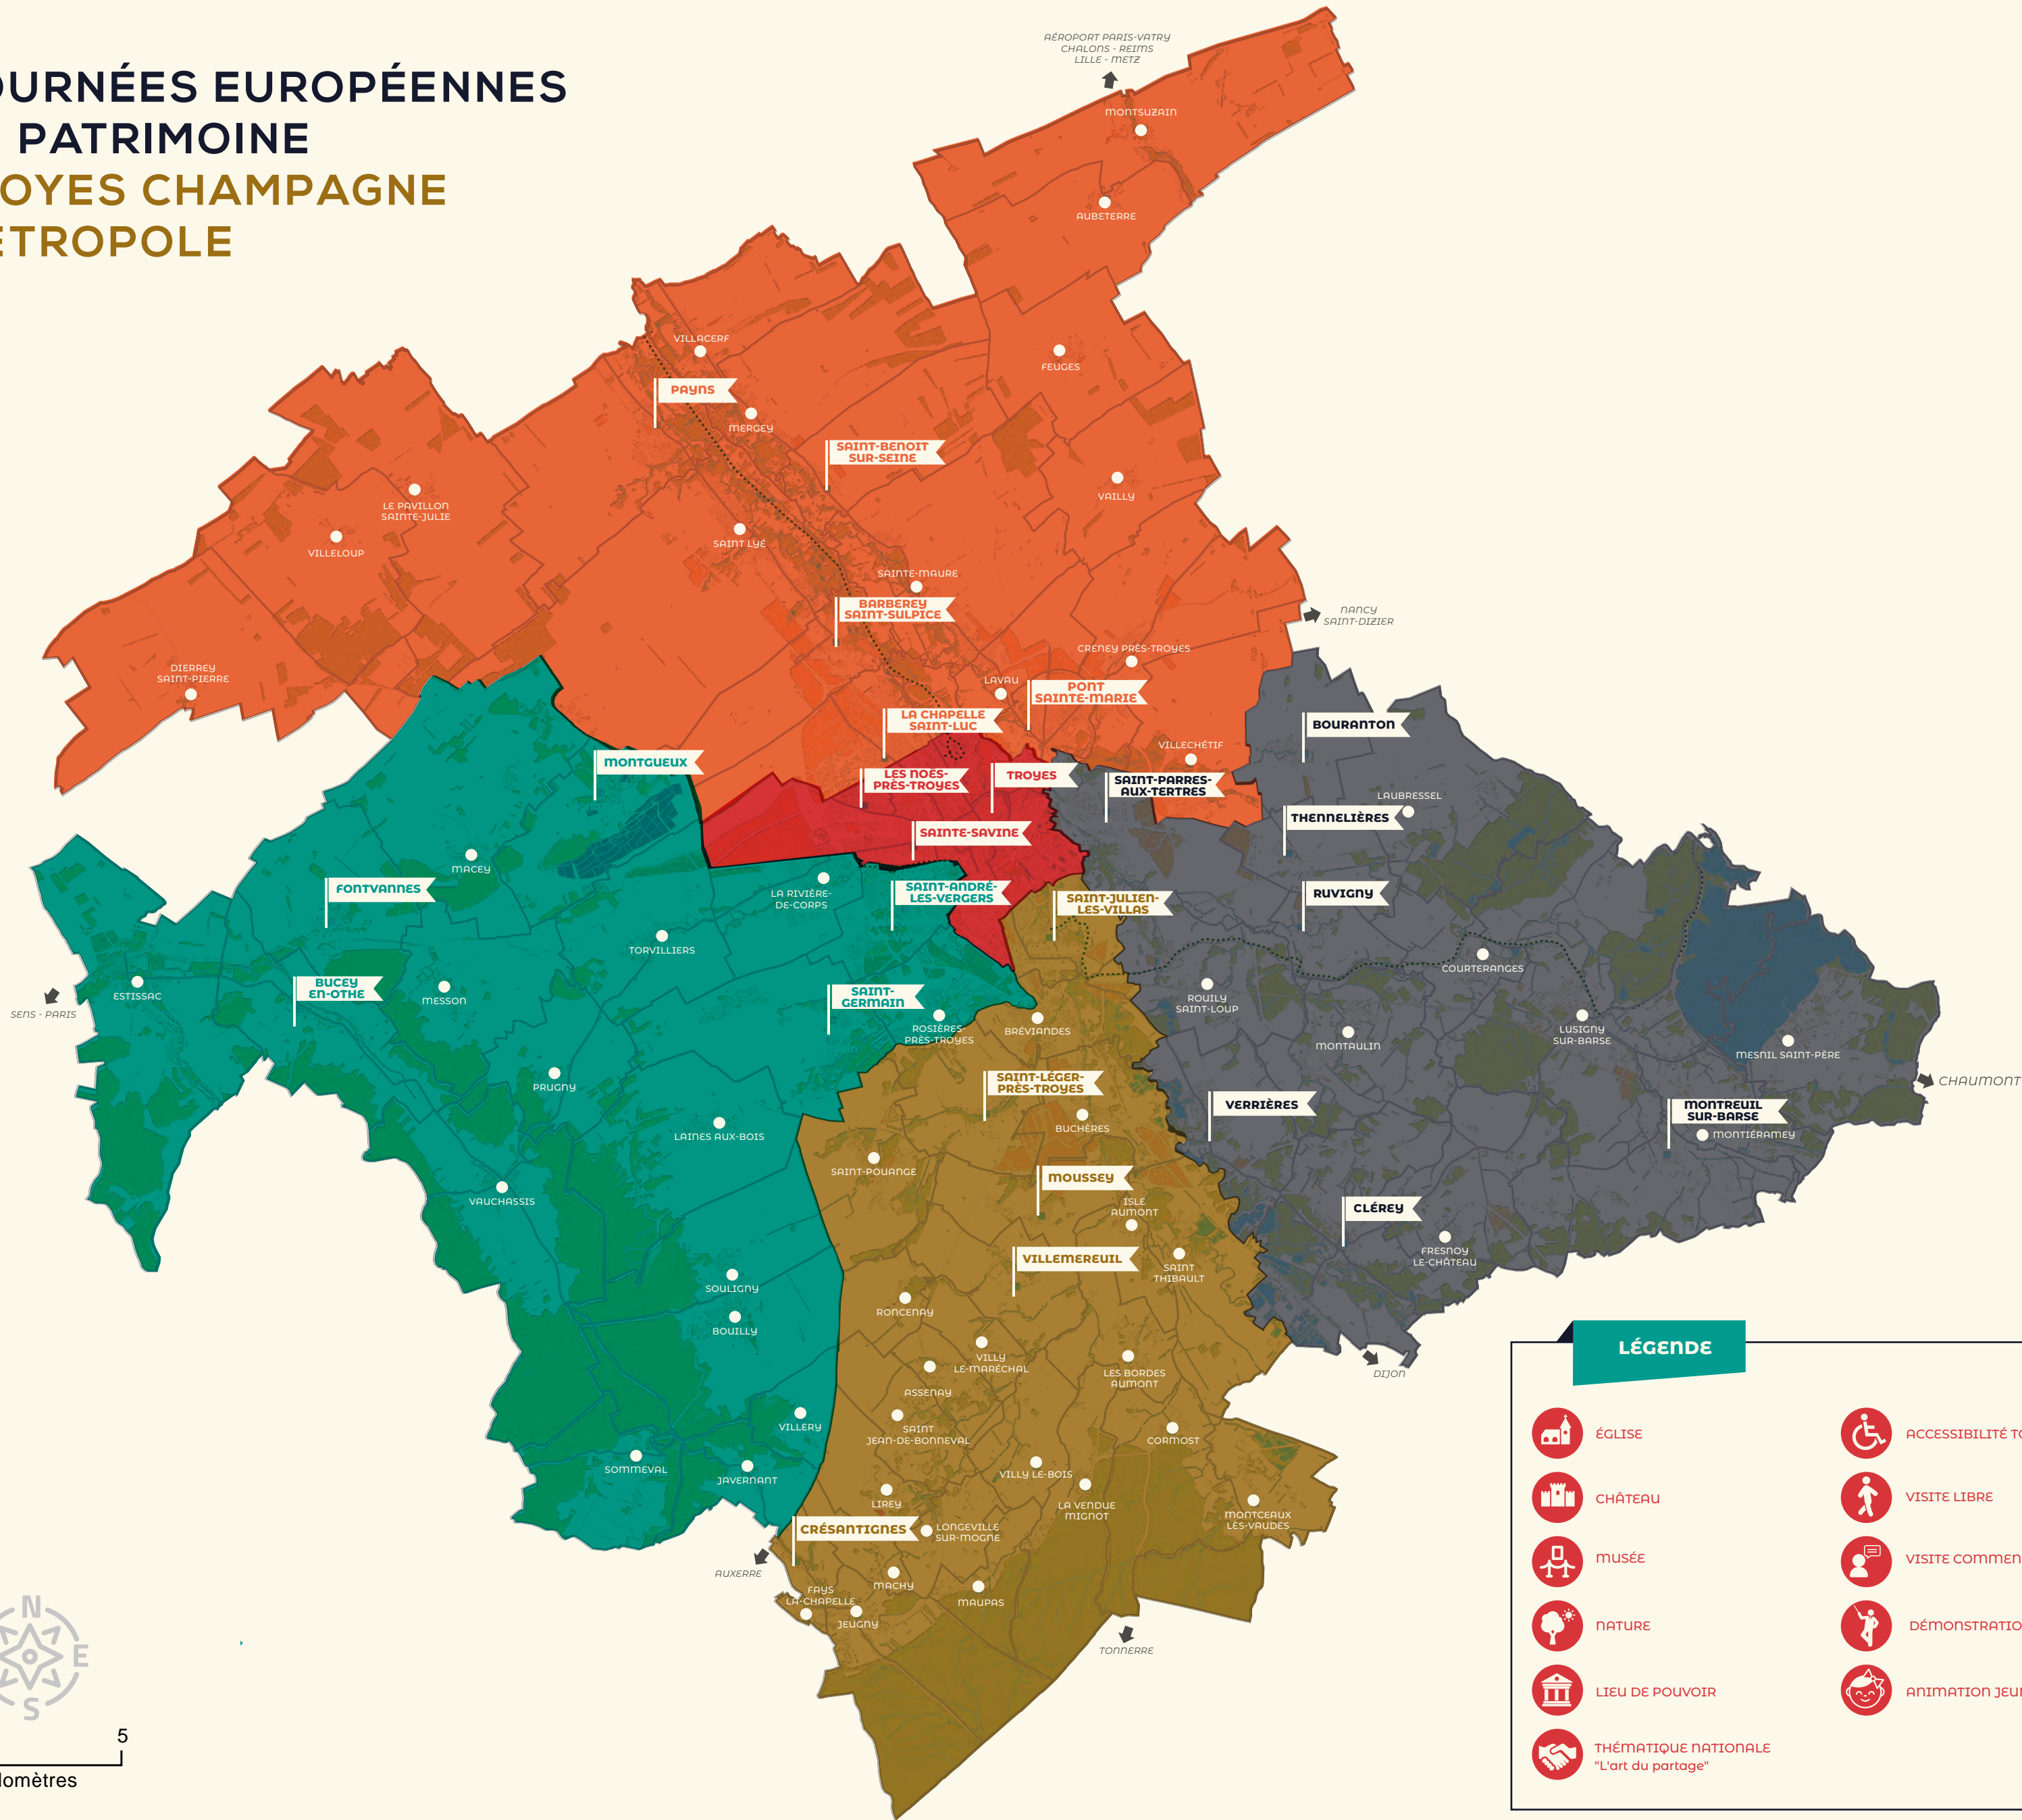 OURNÉES EUROPÉENNES
PATRIMOINE
OYES CHAMPAGNE
ETROPOLE
AÉROPORT PARIS-VATRY
CHALONS - REIMS
LILLE - METZ
MONTSUZAIN
AUBETERRE
VILLACERF
FEUGES
PAYNS
MERGEY
SAINT-BENOIT
SUR-SEINE
VAILLY
LE PAVILLON
SAINTE-JULIE
VILLELOUP
SAINT LYÉ
SAINTE-MAURE
BARBEREY
SAINT-SULPICE
NANCY
SAINT-DIZIER
CRENEY PRÈS-TROYES
DIERREY
SAINT-PIERRE
LAVAU
PONT
SAINTE-MARIE
LA CHAPELLE
SAINT-LUC
BOURANTON
VILLECHÉTIF
MONTGUEUX
LES NOËS-
PRÈS-TROYES
TROYES
SAINT-PARRES-
AUX-TERTRES
LAUBRESSEL
THENNELIÈRES
SAINTE-SAVINE
MACEY
FONTVANNES
LA RIVIÈRE-
DE-CORPS
SAINT-ANDRÉ-
LES-VERGERS
SAINT-JULIEN-
LES-VILLAS
RUVIGNY
TORVILLIERS
COURTERANGES
ESTISSAC
BUCEY
EN-OTHE
MESSON
SAINT-
GERMAIN
ROUILLY
SAINT-LOUP
SENS - PARIS
ROSIÈRES-
PRÈS-TROYES
BRÉVIANDES
MONTAULIN
LUSIGNY
SUR-BARSE
MESNIL SAINT-PÈRE
PRUGNY
SAINT-LÉGER-
PRÈS-TROYES
CHAUMONT
VERRIÈRES
MONTREUIL
SUR-BARSE
LAINES AUX-BOIS
BUCHÈRES
MONTIÉRAMEY
SAINT-POUANGE
MOUSSEY
VAUCHASSIS
ISLE
AUMONT
CLÉREY
VILLEMEREUIL
SAINT
THIBAULT
FRESNOY
LE-CHÂTEAU
SOULIGNY
RONCENAY
BOUILLY
VILLY
LE-MARÉCHAL
LES BORDES
AUMONT
DIJON
ASSENAY
VILLERY
SAINT
JEAN-DE-BONNEVAL
CORMOST
SOMMEVAL
JAVERNANT
VILLY LE-BOIS
LIREY
LA VENDUE
MIGNOT
MONTCEAUX
LÈS-VAUDES
CRÉSANTIGNES
LONGEVILLE
SUR-MOGNE
AUXERRE
MACHY
FAYS
LA-CHAPELLE
MAUPAS
JEUGNY
TONNERRE
LÉGENDE
ÉGLISE
CHÂTEAU
MUSÉE
NATURE
LIEU DE POUVOIR
THÉMATIQUE NATIONALE
"L'art du partage"
ACCESSIBILITÉ TO
VISITE LIBRE
VISITE COMMEN
DÉMONSTRATIO
ANIMATION JEU
N
E
S
5
lomètres